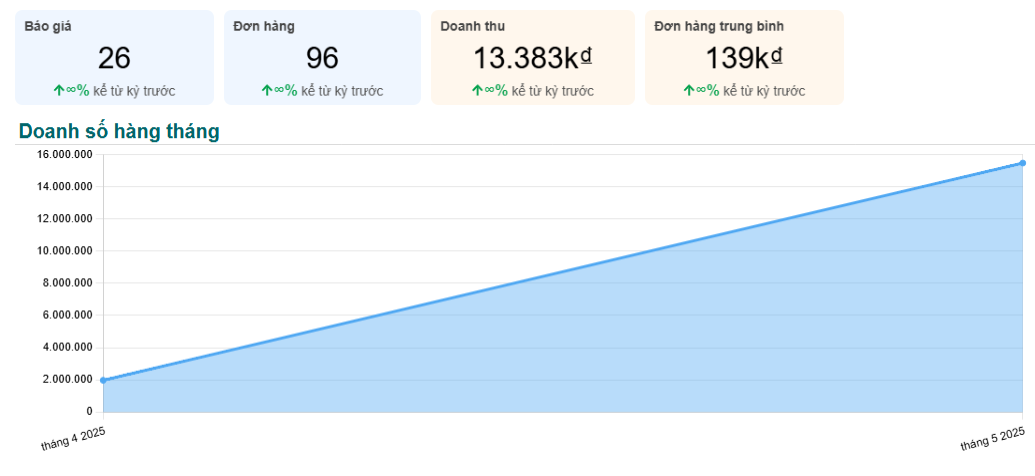 Báo giá
26
↑∞% kể từ kỳ trước
Đơn hàng
96
↑∞% kể từ kỳ trước
Doanh thu
13.383k₫
↑∞% kể từ kỳ trước
Đơn hàng trung bình
139k₫
↑∞% kể từ kỳ trước
Doanh số hàng tháng
16.000.000
14.000.000
12.000.000
10.000.000
8.000.000
6.000.000
4.000.000
2.000.000
0
tháng 4 2025
tháng 5 2025